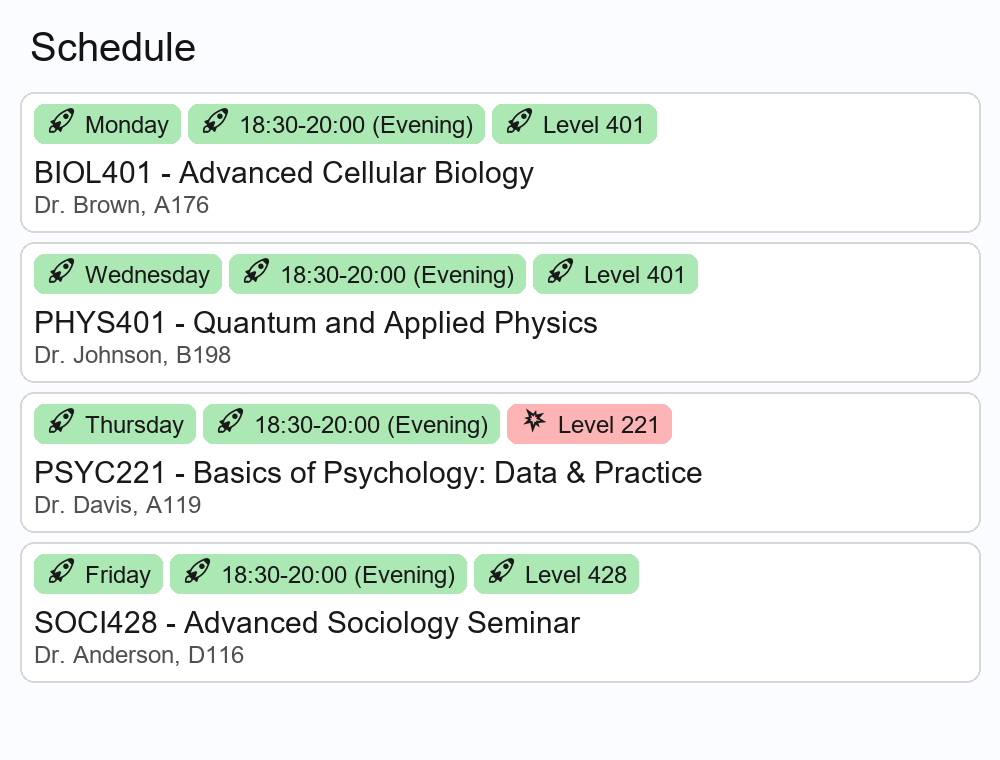 Schedule
Monday 18:30-20:00 (Evening) Level 401
BIOL401 - Advanced Cellular Biology
Dr. Brown, A176
Wednesday 18:30-20:00 (Evening) Level 401
PHYS401 - Quantum and Applied Physics
Dr. Johnson, B198
Thursday 18:30-20:00 (Evening) Level 221
PSYC221 - Basics of Psychology: Data & Practice
Dr. Davis, A119
Friday 18:30-20:00 (Evening) Level 428
SOCI428 - Advanced Sociology Seminar
Dr. Anderson, D116